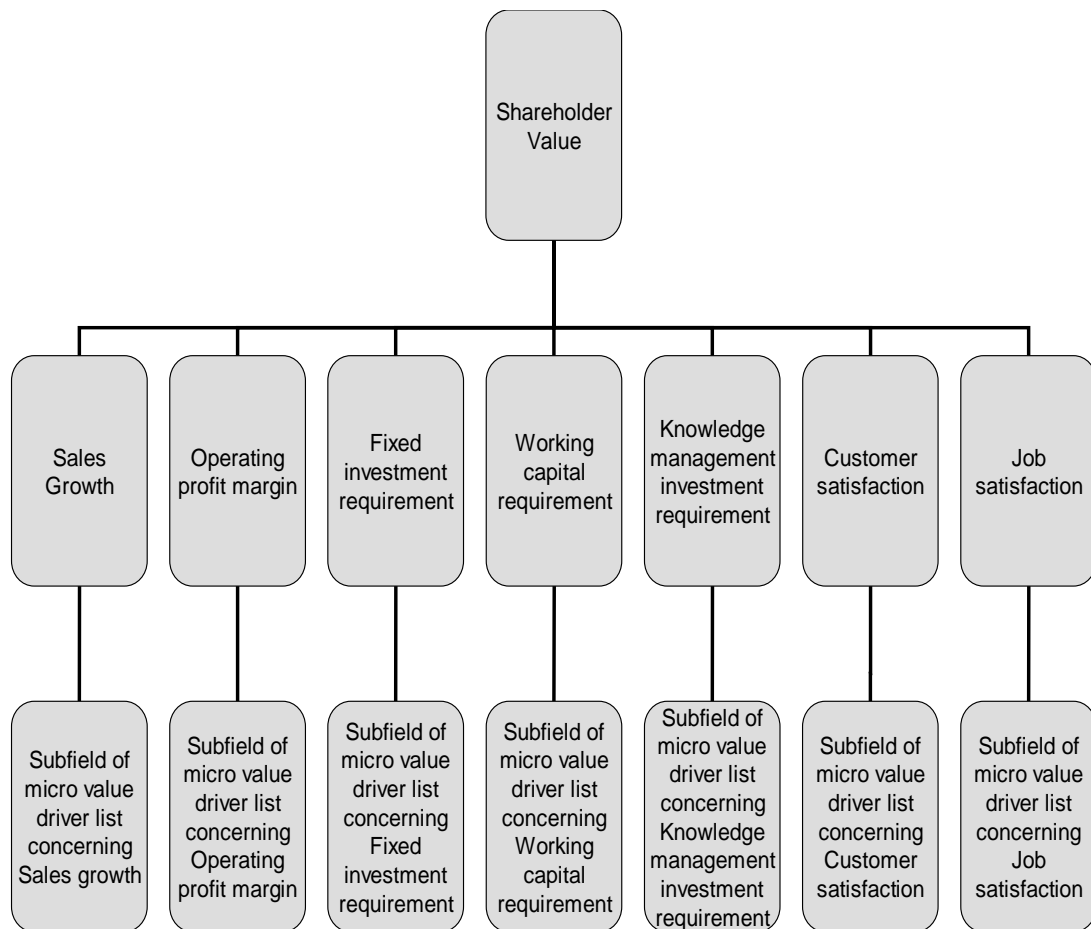 Shareholder
Value
Sales
Growth
Operating
profit margin
Fixed
investment
requirement
Working
capital
requirement
Knowledge
management
investment
requirement
Customer
satisfaction
Job
satisfaction
Subfield of
micro value
driver list
concerning
Sales growth
Subfield of
micro value
driver list
concerning
Operating
profit margin
Subfield of
micro value
driver list
concerning
Fixed
investment
requirement
Subfield of
micro value
driver list
concerning
Working
capital
requirement
Subfield of
micro value
driver list
concerning
Knowledge
management
investment
requirement
Subfield of
micro value
driver list
concerning
Customer
satisfaction
Subfield of
micro value
driver list
concerning
Job
satisfaction